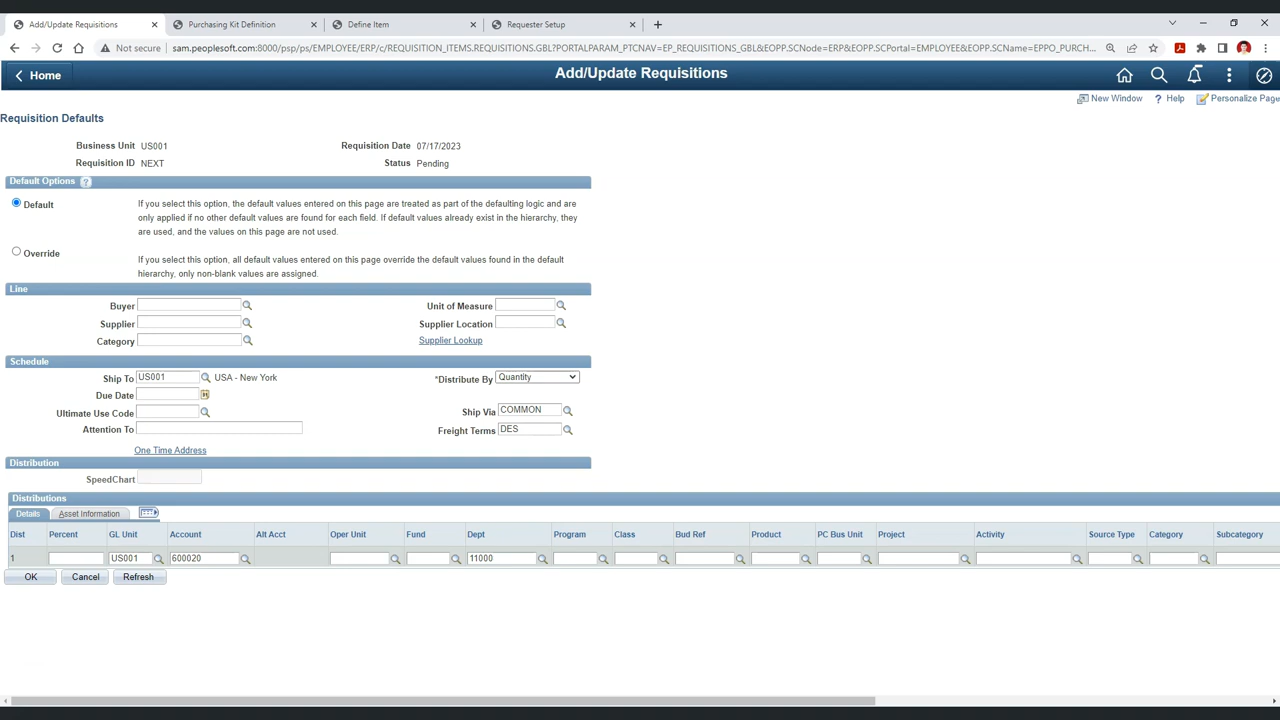 Add/Update Requisitions
Purchasing Kit Definition
Define Item
Requester Setup
Not secure
sam.peoplesoft.com:8000/psp/ps/EMPLOYEE/ERP/c/REQUISITION_ITEMS.REQUISITIONS.GBL?PORTALPARAM_PTCNAV=EP_REQUISITIONS_GBL&EOPP.SCNode=ERP&EOPP.SCPortal=EMPLOYEE&EOPP.SCName=EPPO_PURCH...
Home
Add/Update Requisitions
New Window
? Help
Personalize Page
Requisition Defaults
Business Unit US001
Requisition Date 07/17/2023
Requisition ID NEXT
Status Pending
Default Options ?
Default
If you select this option, the default values entered on this page are treated as part of the defaulting logic and are
only applied if no other default values are found for each field. If default values already exist in the hierarchy, they
are used, and the values on this page are not used.
Override
If you select this option, all default values entered on this page override the default values found in the default
hierarchy, only non-blank values are assigned.
Line
Buyer
Unit of Measure
Supplier
Supplier Location
Category
Supplier Lookup
Schedule
Ship To US001 USA - New York
*Distribute By Quantity
Due Date
Ultimate Use Code
Ship Via COMMON
Attention To
Freight Terms DES
One Time Address
Distribution
SpeedChart
Distributions
Details Asset Information
Dist Percent GL Unit Account Alt Acct Oper Unit Fund Dept Program Class Bud Ref Product PC Bus Unit Project Activity Source Type Category Subcategory
1 US001 600020 11000
OK Cancel Refresh